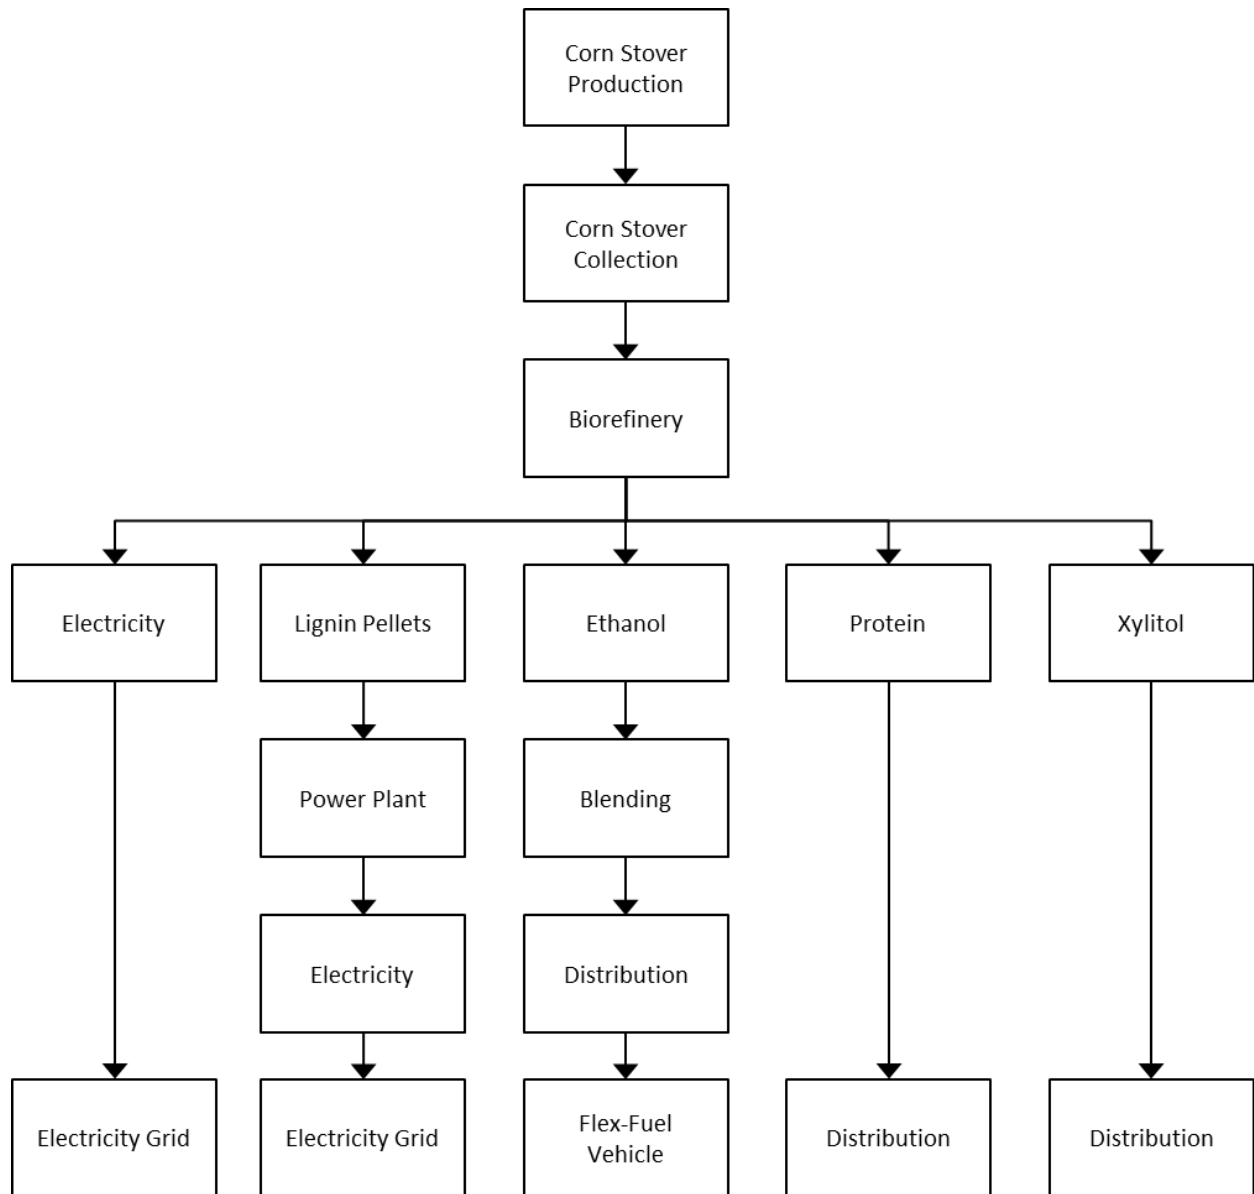 Corn Stover
Production
Corn Stover
Collection
Biorefinery
Electricity
Lignin Pellets
Ethanol
Protein
Xylitol
Power Plant
Blending
Electricity
Distribution
Electricity Grid
Electricity Grid
Flex-Fuel
Vehicle
Distribution
Distribution